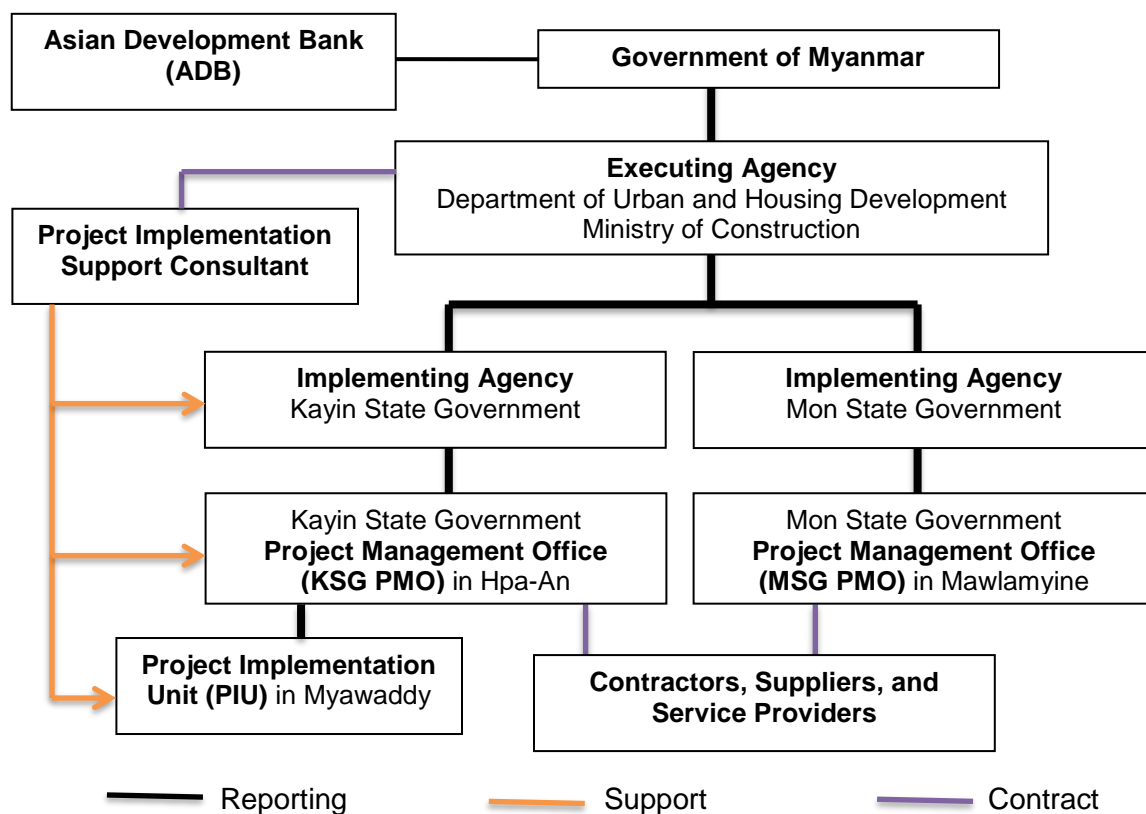 Asian Development Bank
(ADB)
Government of Myanmar
Executing Agency
Department of Urban and Housing Development
Ministry of Construction
Project Implementation
Support Consultant
Implementing Agency
Kayin State Government
Implementing Agency
Mon State Government
Kayin State Government
Project Management Office
(KSG PMO) in Hpa-An
Mon State Government
Project Management Office
(MSG PMO) in Mawlamyine
Project Implementation
Unit (PIU) in Myawaddy
Contractors, Suppliers, and
Service Providers
Reporting
Support
Contract